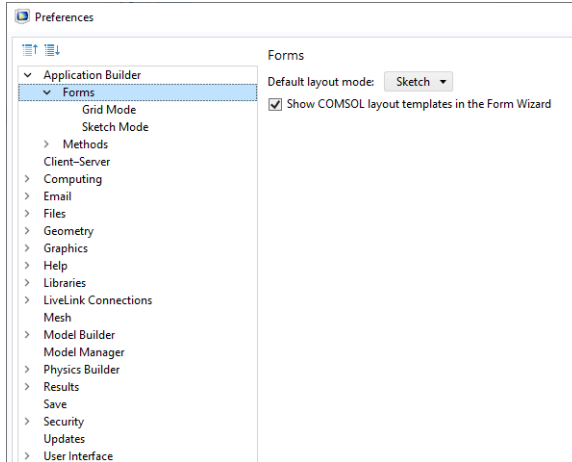 Preferences
Forms
Application Builder
Default layout mode: Sketch
Forms
Show COMSOL layout templates in the Form Wizard
Grid Mode
Sketch Mode
Methods
Client–Server
Computing
Email
Files
Geometry
Graphics
Help
Libraries
LiveLink Connections
Mesh
Model Builder
Model Manager
Physics Builder
Results
Save
Security
Updates
User Interface